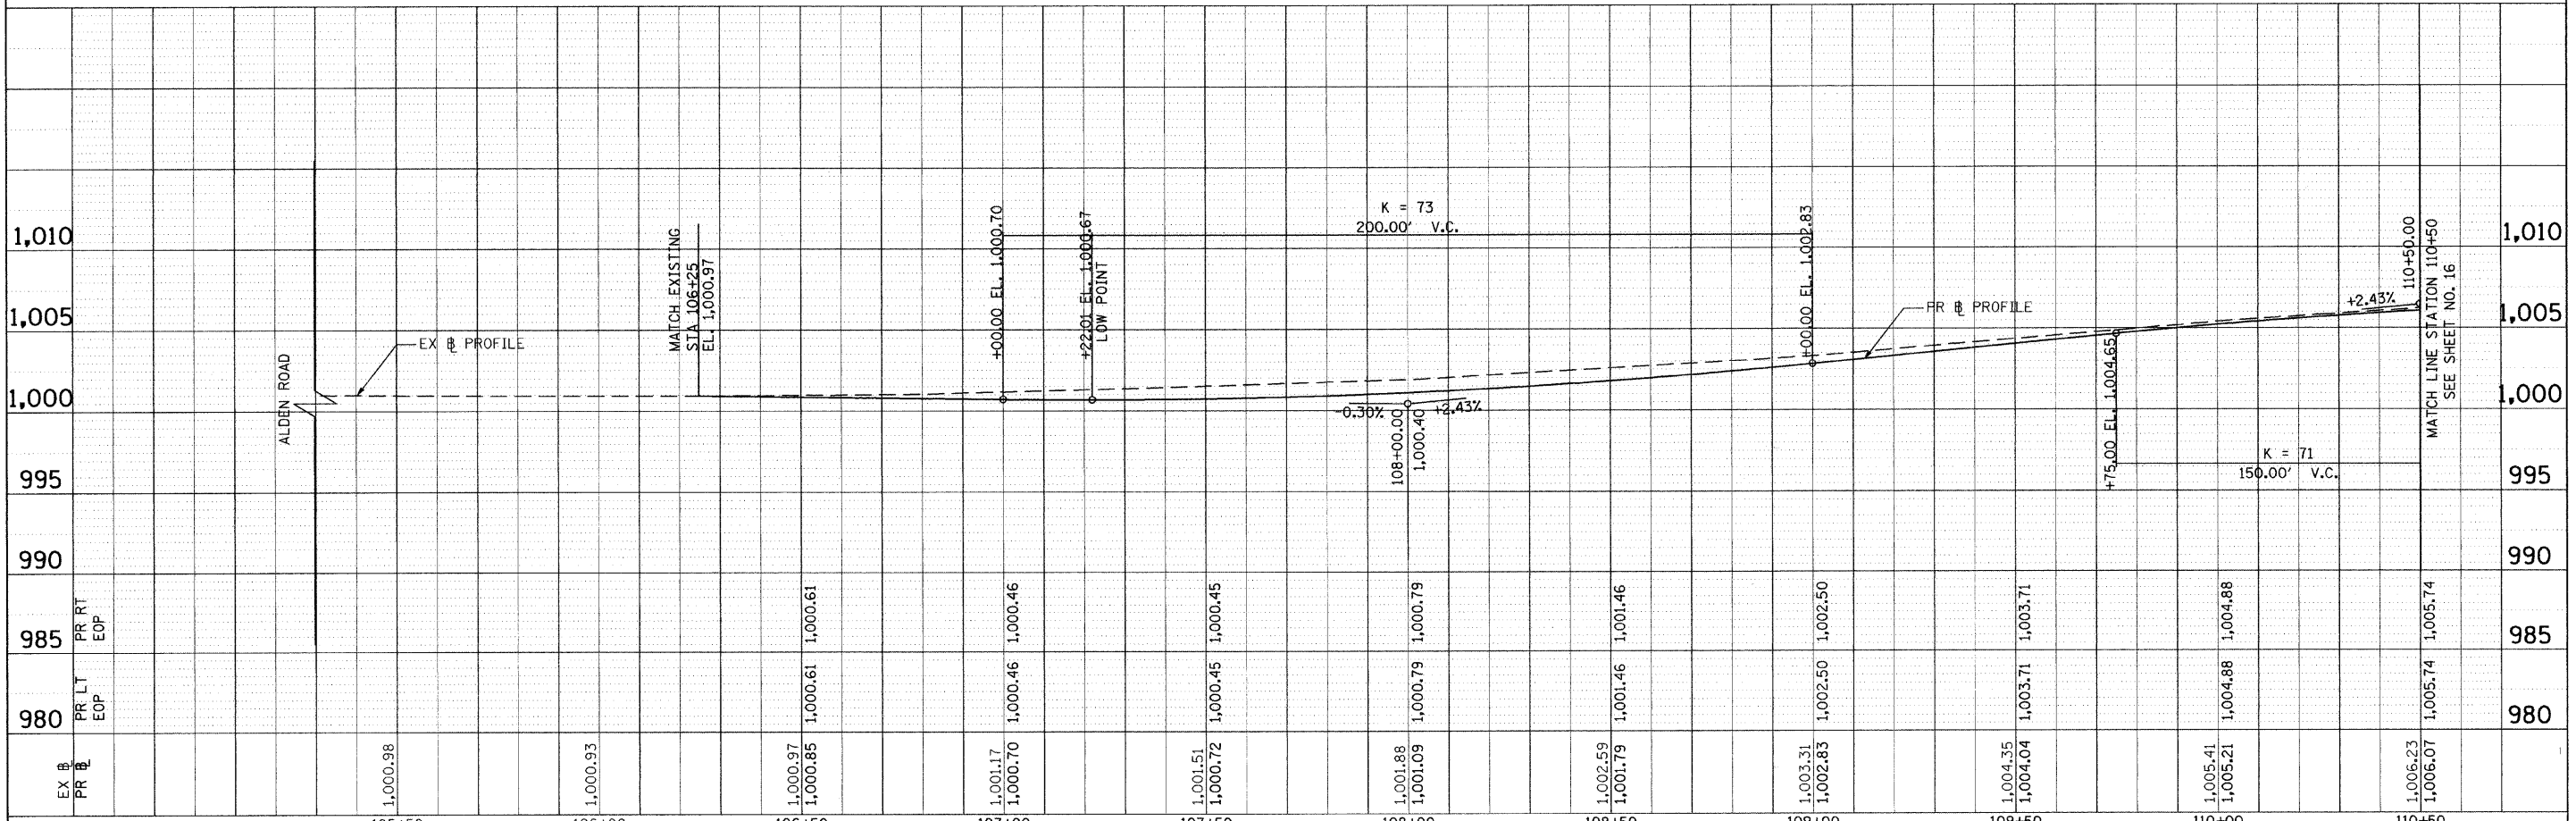 K = 73
200.00' V.C.
1,010
1,010
MATCH EXISTING
STA 106+25
EL. 1,000.97
+00.00 EL. 1,000.70
+22.01 EL. 1,000.67
LOW POINT
+00.00 EL. 1,002.83
110+50.00
MATCH LINE STATION 110+50
SEE SHEET NO. 16
+2.43%
1,005
PR ⅊ PROFILE
1,005
EX ⅊ PROFILE
ALDEN ROAD
1,000
-0.30%
+2.43%
108+00.00
1,000.40
+75.00 EL. 1,004.65
1,000
995
K = 71
150.00' V.C.
995
990
990
985
PR RT
EOP
1,000.61
1,000.46
1,000.45
1,000.79
1,001.46
1,002.50
1,003.71
1,004.88
1,005.74
985
980
PR LT
EOP
1,000.61
1,000.46
1,000.45
1,000.79
1,001.46
1,002.50
1,003.71
1,004.88
1,005.74
980
EX ⅊
PR ⅊
1,000.98
1,000.93
1,000.97
1,000.85
1,001.17
1,000.70
1,001.51
1,000.72
1,001.88
1,001.09
1,002.59
1,001.79
1,003.31
1,002.83
1,004.35
1,004.04
1,005.41
1,005.21
1,006.23
1,006.07